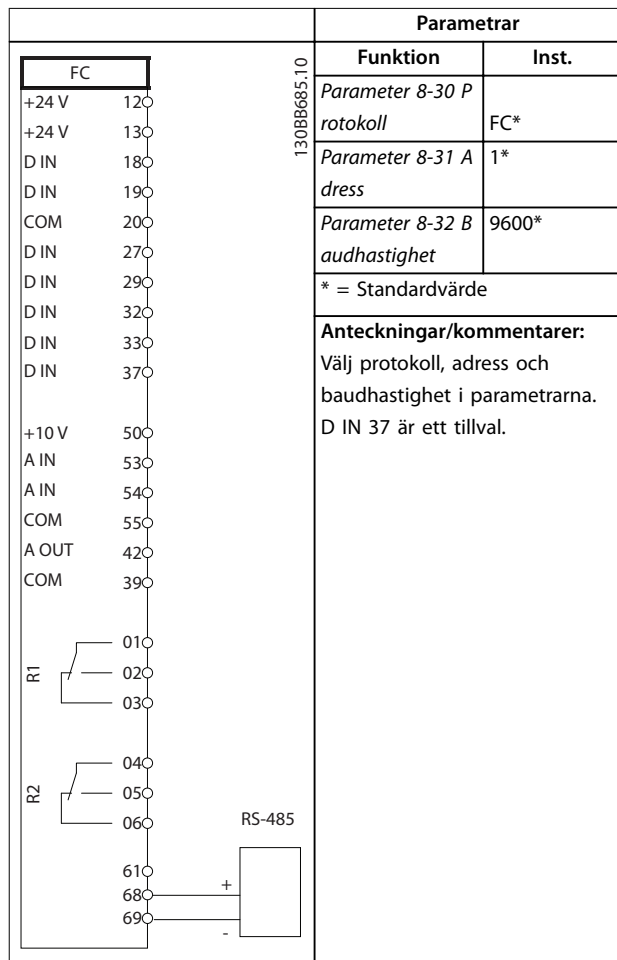 Parametrar
Funktion Inst.
Parameter 8-30 P
rotokoll FC*
Parameter 8-31 A 1*
dress
Parameter 8-32 B 9600*
audhastighet
* = Standardvärde
Anteckningar/kommentarer:
Välj protokoll, adress och
baudhastighet i parametrarna.
D IN 37 är ett tillval.
130BB685.10
FC
+24 V 12
+24 V 13
D IN 18
D IN 19
COM 20
D IN 27
D IN 29
D IN 32
D IN 33
D IN 37
+10 V 50
A IN 53
A IN 54
COM 55
A OUT 42
COM 39
R1
01
02
03
R2
04
05
06
RS-485
61
68 +
69 -